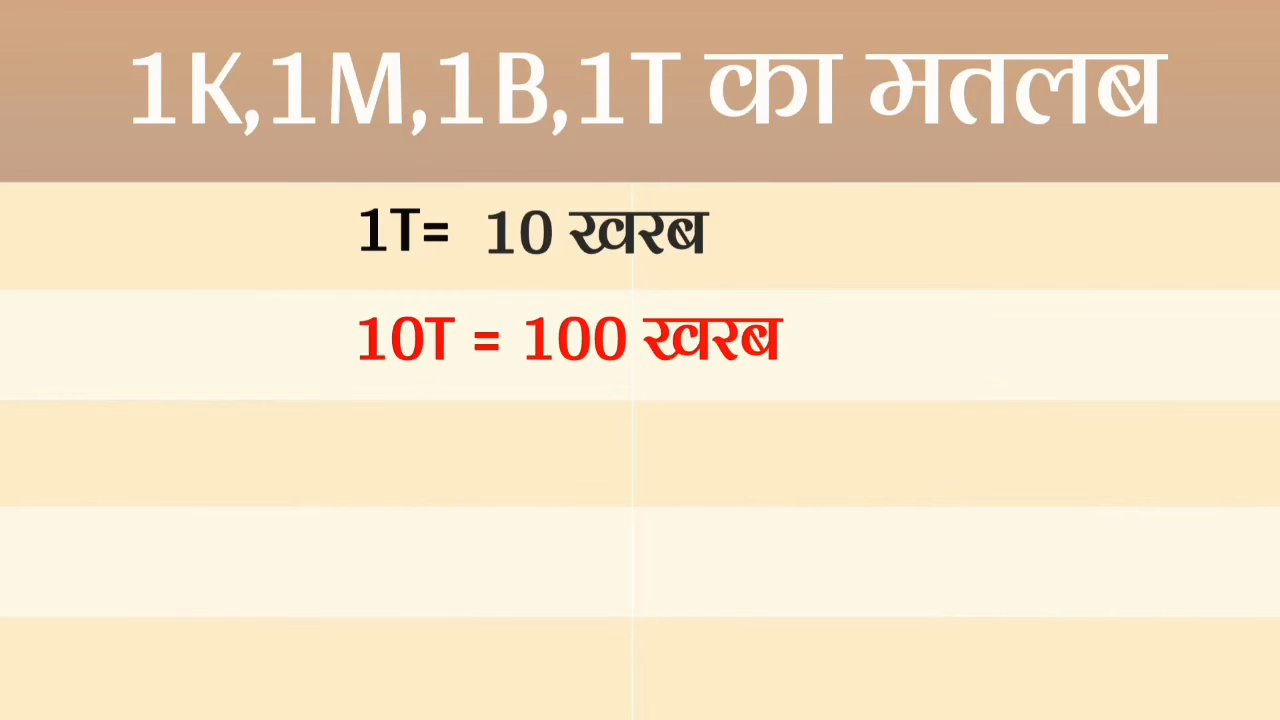 1K,1M,1B,1T का मतलब
1T= 10 खरब
10T = 100 खरब